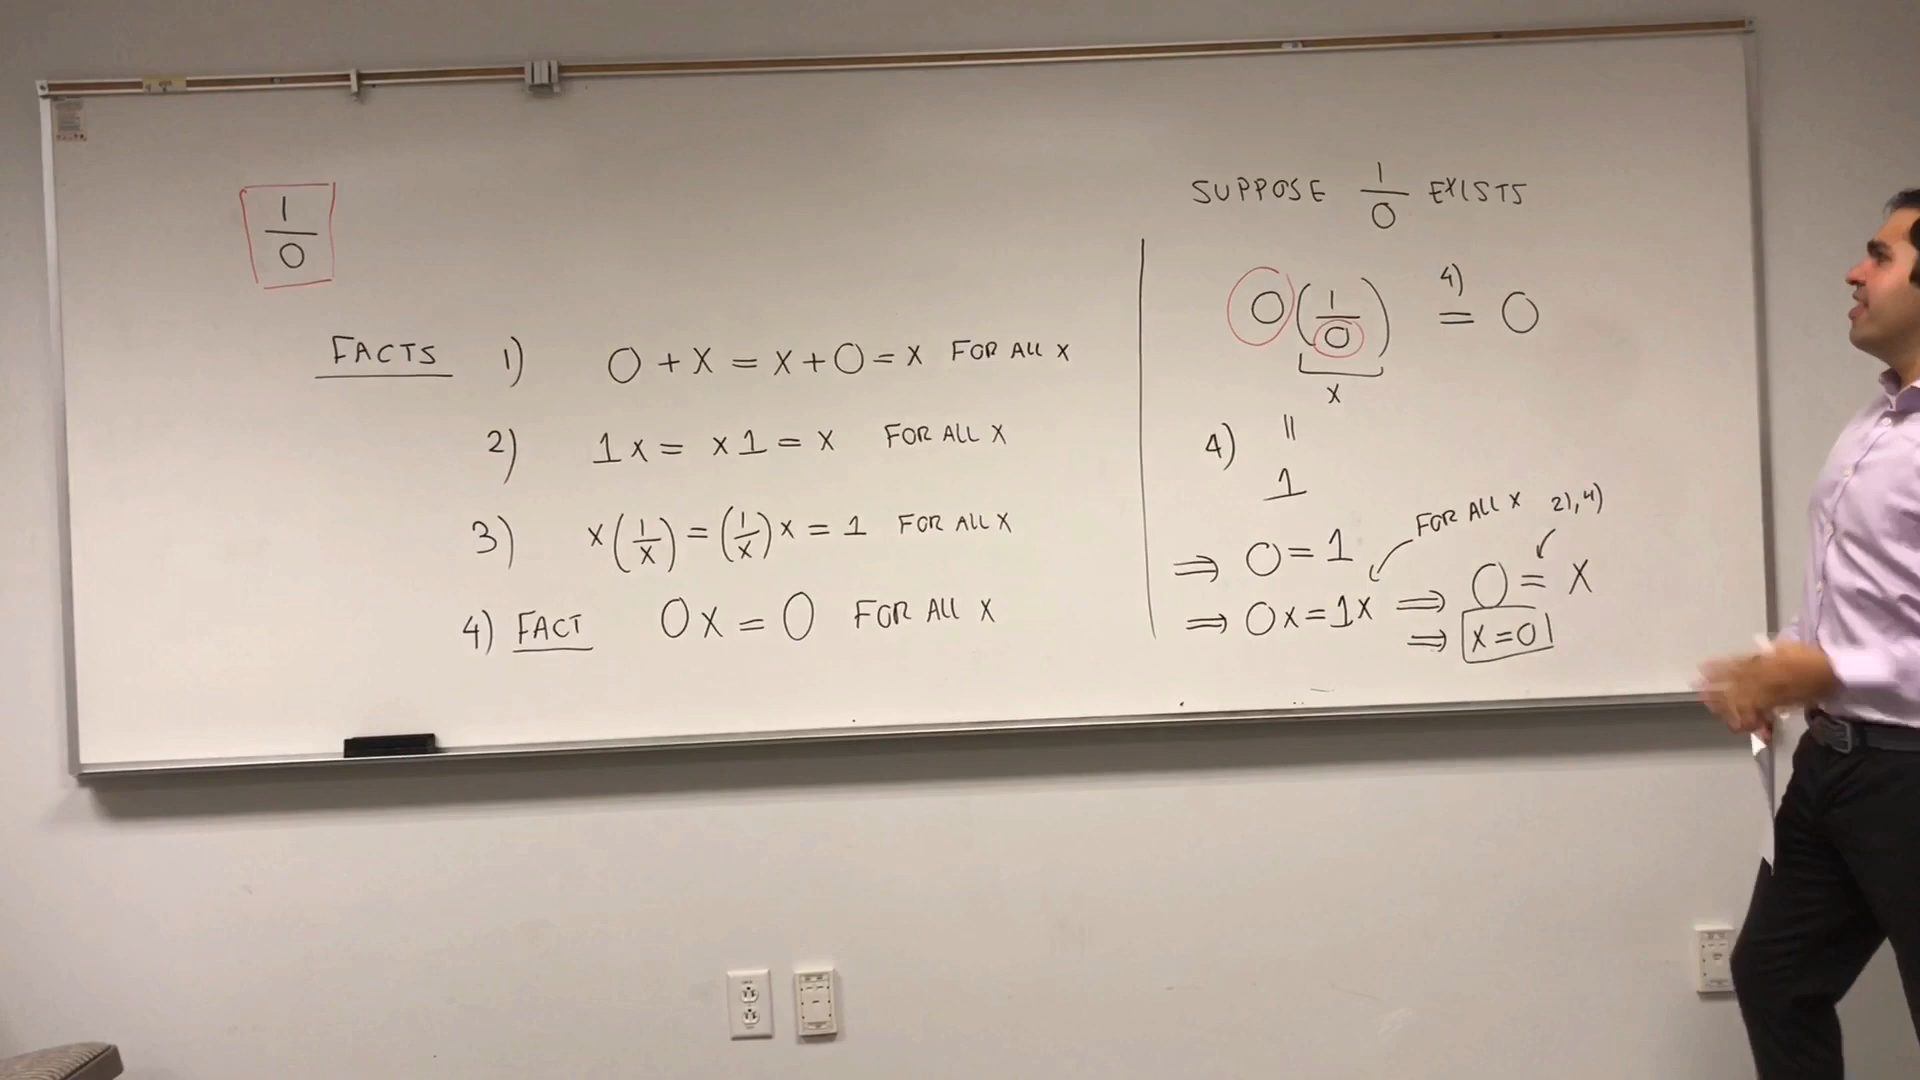 1/0
FACTS 1) 0 + X = X + 0 = X FOR ALL X
2) 1X = X1 = X FOR ALL X
3) X(1/X) = (1/X)X = 1 FOR ALL X
4) FACT 0X = 0 FOR ALL X
SUPPOSE 1/0 EXISTS
0(1/0) 4) = 0
X
4) =
1
FOR ALL X 2),4)
⇒ 0 = 1
⇒ 0X = 1X ⇒ 0 = X
⇒ X = 0